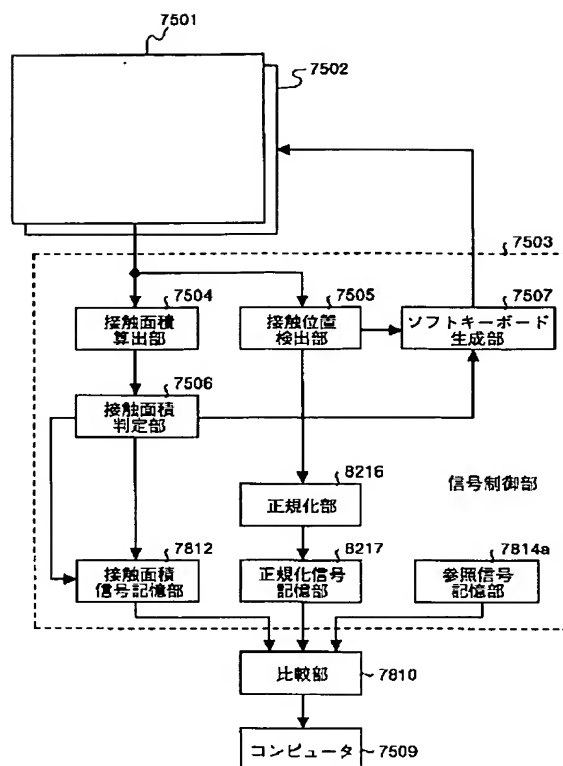 7501
7502
7503
7504
接触面積
算出部
7505
接触位置
検出部
7507
ソフトキーボード
生成部
7506
接触面積
判定部
8216
正規化部
信号制御部
7812
接触面積
信号記憶部
8217
正規化信号
記憶部
7814a
参照信号
記憶部
比較部
7810
コンピュータ
7509